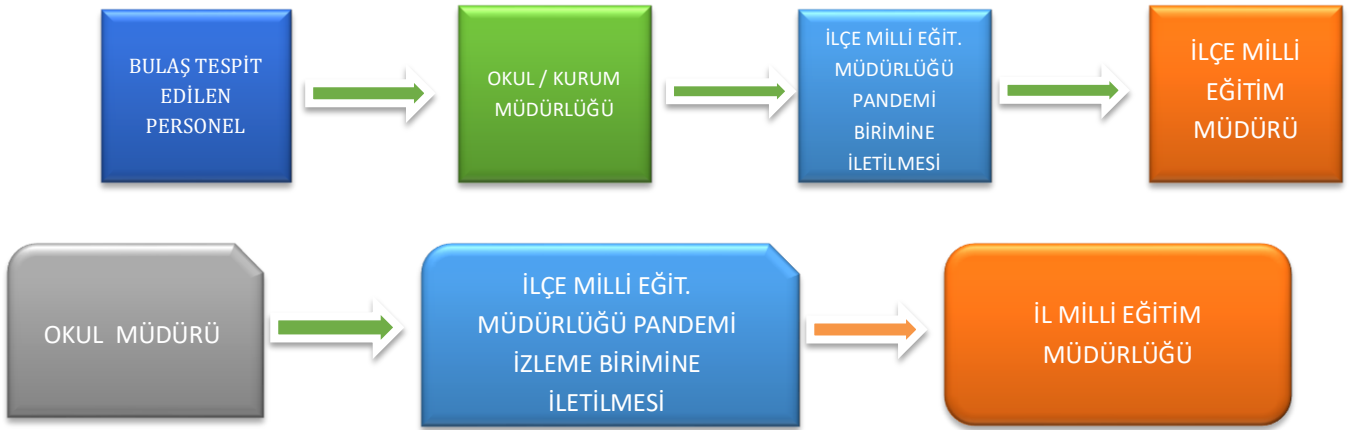 BULAŞ TESPİT
EDİLEN
PERSONEL
OKUL / KURUM
MÜDÜRLÜĞÜ
İLÇE MİLLİ EĞİT.
MÜDÜRLÜĞÜ
PANDEMİ
BİRİMİNE
İLETİLMESİ
İLÇE MİLLİ
EĞİTİM
MÜDÜRÜ
OKUL MÜDÜRÜ
İLÇE MİLLİ EĞİT.
MÜDÜRLÜĞÜ PANDEMİ
İZLEME BİRİMİNE
İLETİLMESİ
İL MİLLİ EĞİTİM
MÜDÜRLÜĞÜ